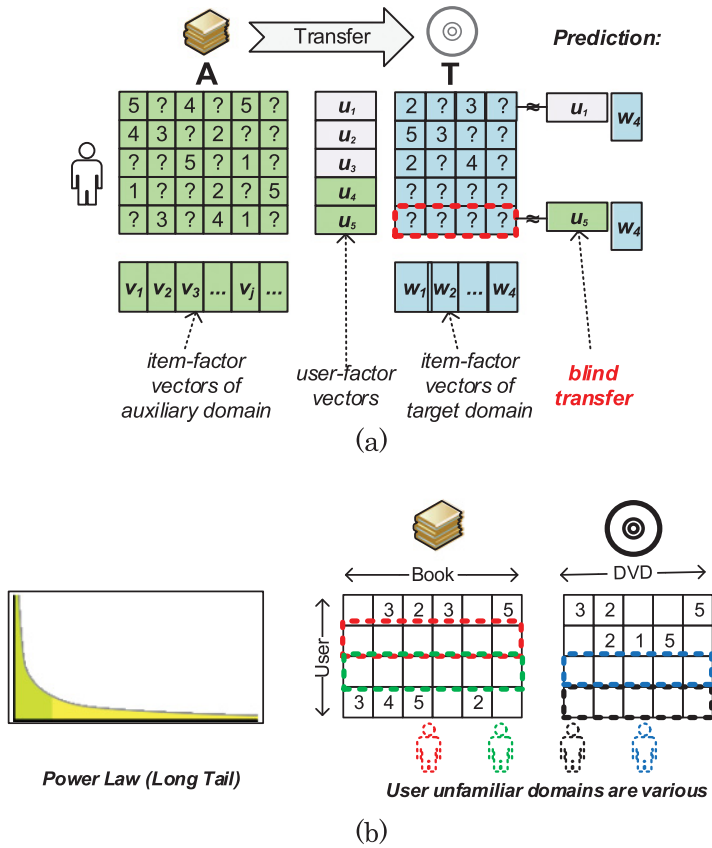 Transfer
Prediction:
A
T
5 ? 4 ? 5 ?
4 3 ? 2 ? ?
? ? 5 ? 1 ?
1 ? ? 2 ? 5
? 3 ? 4 1 ?
u1
u2
u3
u4
u5
2 ? 3 ?
5 3 ? ?
2 ? 4 ?
? ? ? ?
? ? ? ?
≈ u1 w4
≈ u5 w4
v1 v2 v3 ... vj ...
w1 w2 ... w4
item-factor
vectors of
auxiliary domain
user-factor
vectors
item-factor
vectors of
target domain
blind
transfer
(a)
Book
DVD
User
3 2 3 5
3 4 5 2
3 2 5
2 1 5
Power Law (Long Tail)
User unfamiliar domains are various
(b)